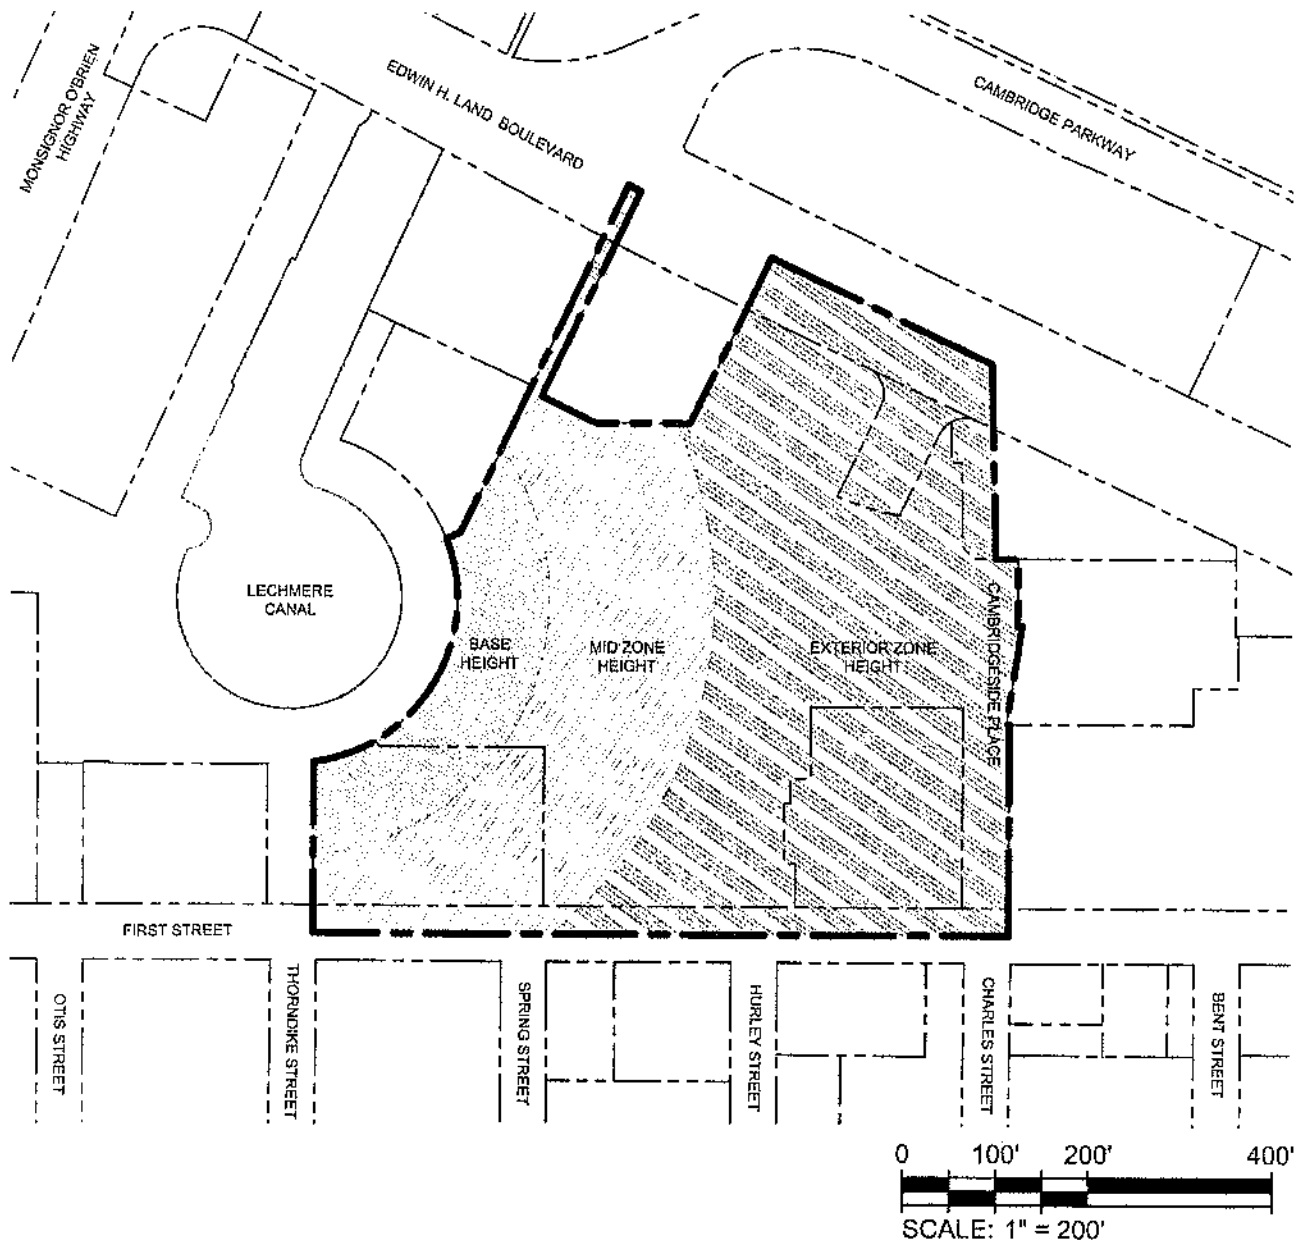 MONSIGNOR O'BRIEN
HIGHWAY
EDWIN H. LAND BOULEVARD
CAMBRIDGE PARKWAY
LECHMERE
CANAL
BASE
HEIGHT
MID ZONE
HEIGHT
EXTERIOR ZONE
HEIGHT
CAMBRIDGESIDE PLACE
FIRST STREET
OTIS STREET
THORNDIKE STREET
SPRING STREET
HURLEY STREET
CHARLES STREET
BENT STREET
0 100' 200' 400'
SCALE: 1" = 200'